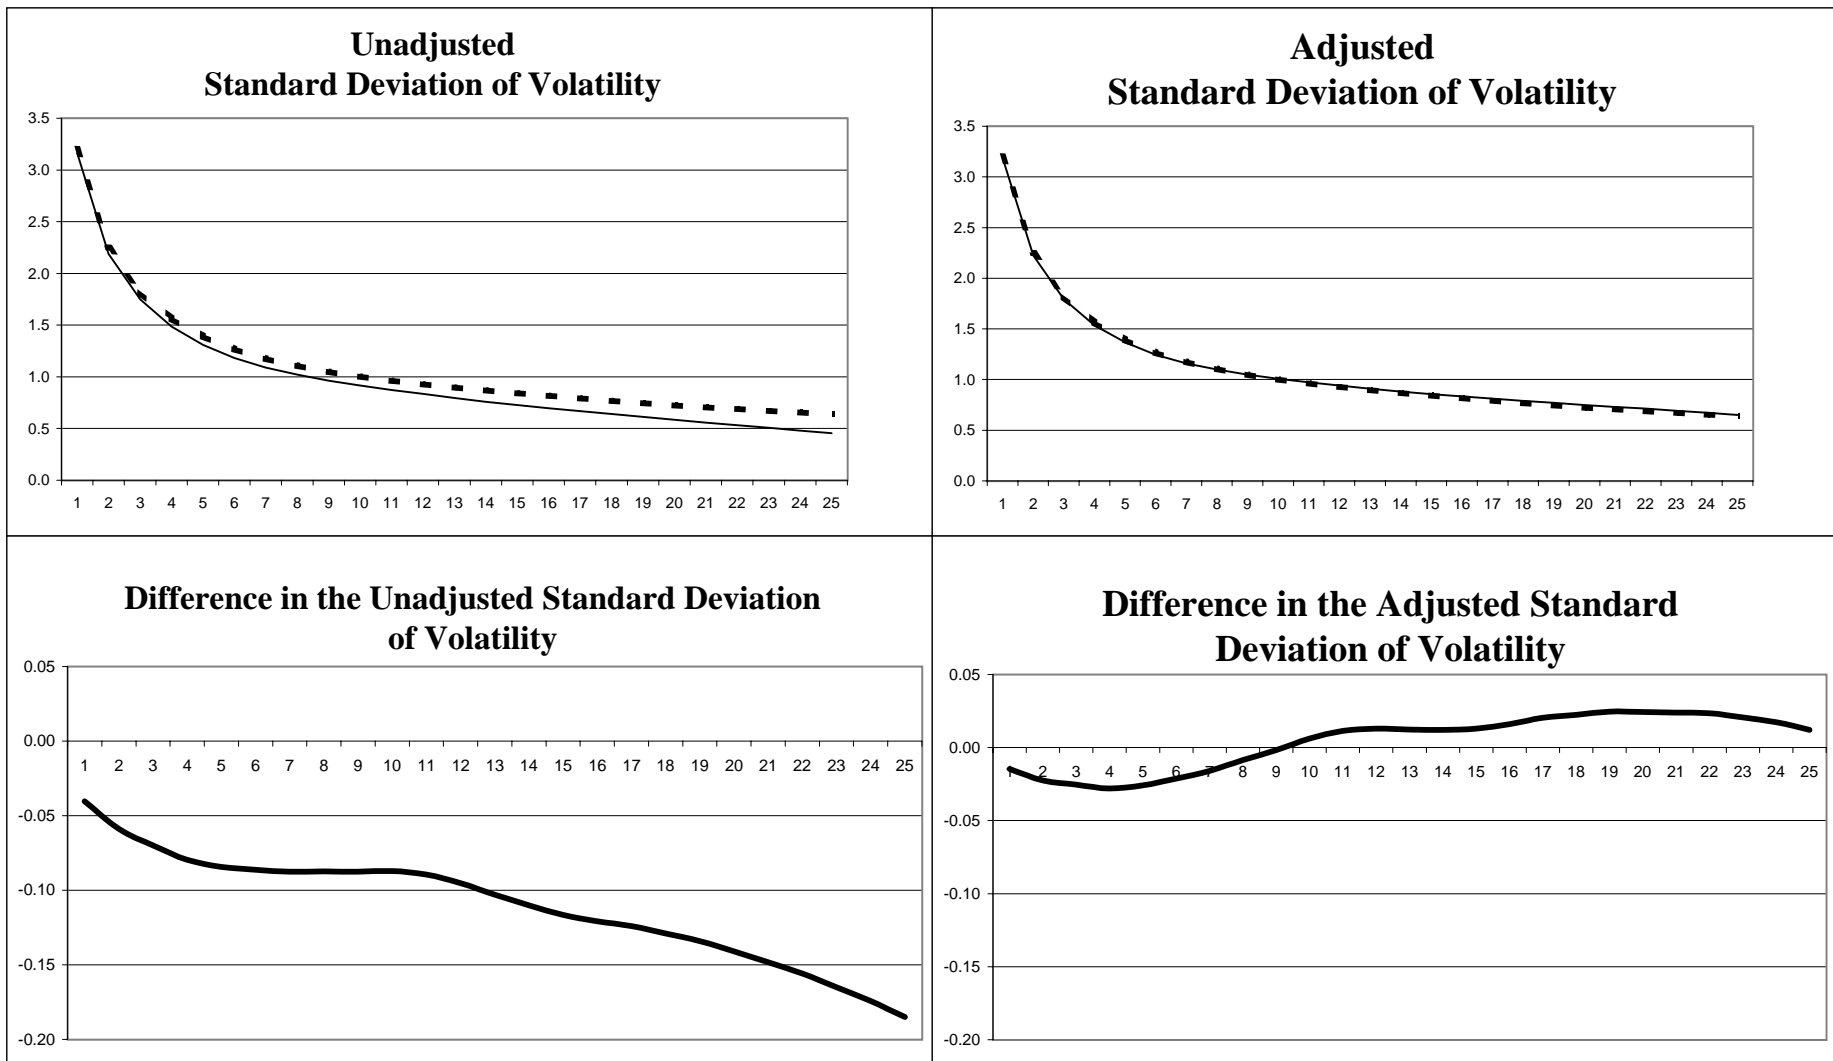 Unadjusted
Standard Deviation of Volatility
3.5
3.0
2.5
2.0
1.5
1.0
0.5
0.0
1 2 3 4 5 6 7 8 9 10 11 12 13 14 15 16 17 18 19 20 21 22 23 24 25
Adjusted
Standard Deviation of Volatility
3.5
3.0
2.5
2.0
1.5
1.0
0.5
0.0
1 2 3 4 5 6 7 8 9 10 11 12 13 14 15 16 17 18 19 20 21 22 23 24 25
Difference in the Unadjusted Standard Deviation
of Volatility
0.05
0.00
1 2 3 4 5 6 7 8 9 10 11 12 13 14 15 16 17 18 19 20 21 22 23 24 25
-0.05
-0.10
-0.15
-0.20
Difference in the Adjusted Standard
Deviation of Volatility
0.05
0.00
1 2 3 4 5 6 7 8 9 10 11 12 13 14 15 16 17 18 19 20 21 22 23 24 25
-0.05
-0.10
-0.15
-0.20